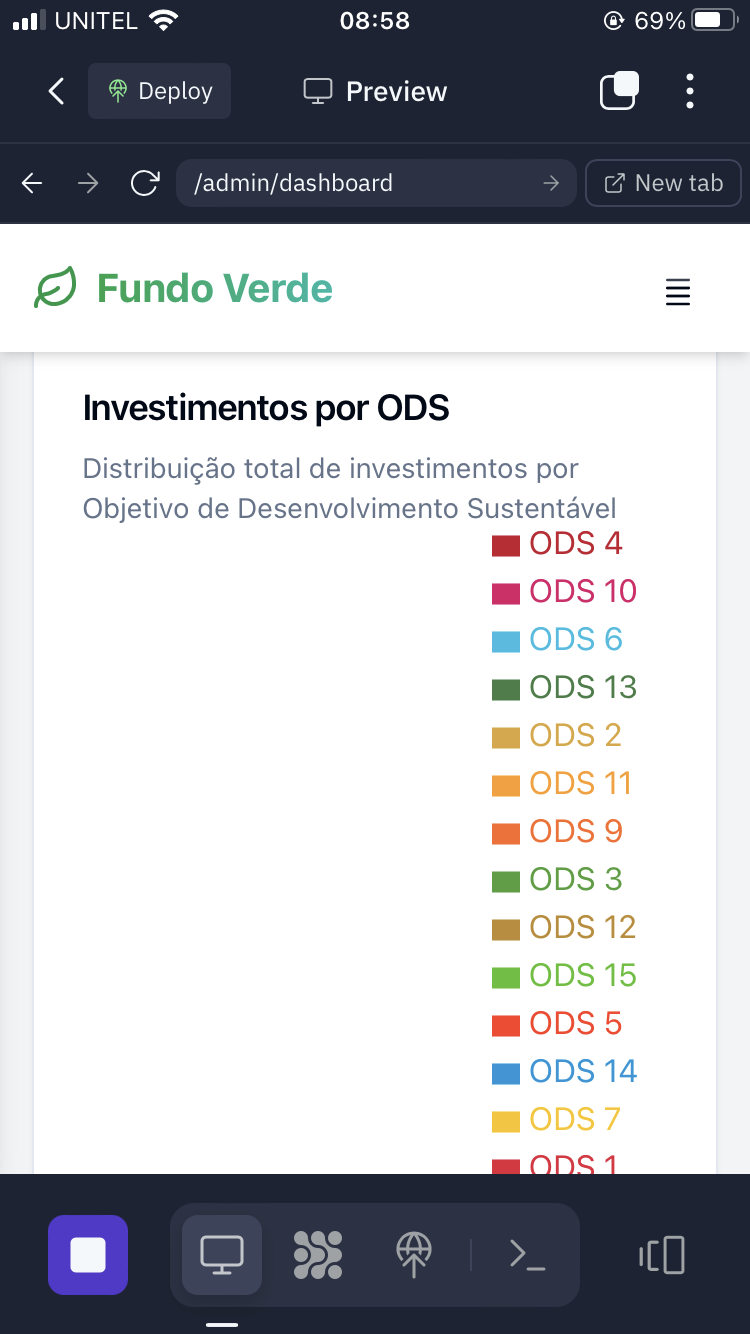 UNITEL 08:58 69%
Deploy Preview
/admin/dashboard New tab
Fundo Verde
Investimentos por ODS
Distribuição total de investimentos por
Objetivo de Desenvolvimento Sustentável
ODS 4
ODS 10
ODS 6
ODS 13
ODS 2
ODS 11
ODS 9
ODS 3
ODS 12
ODS 15
ODS 5
ODS 14
ODS 7
ODS 1